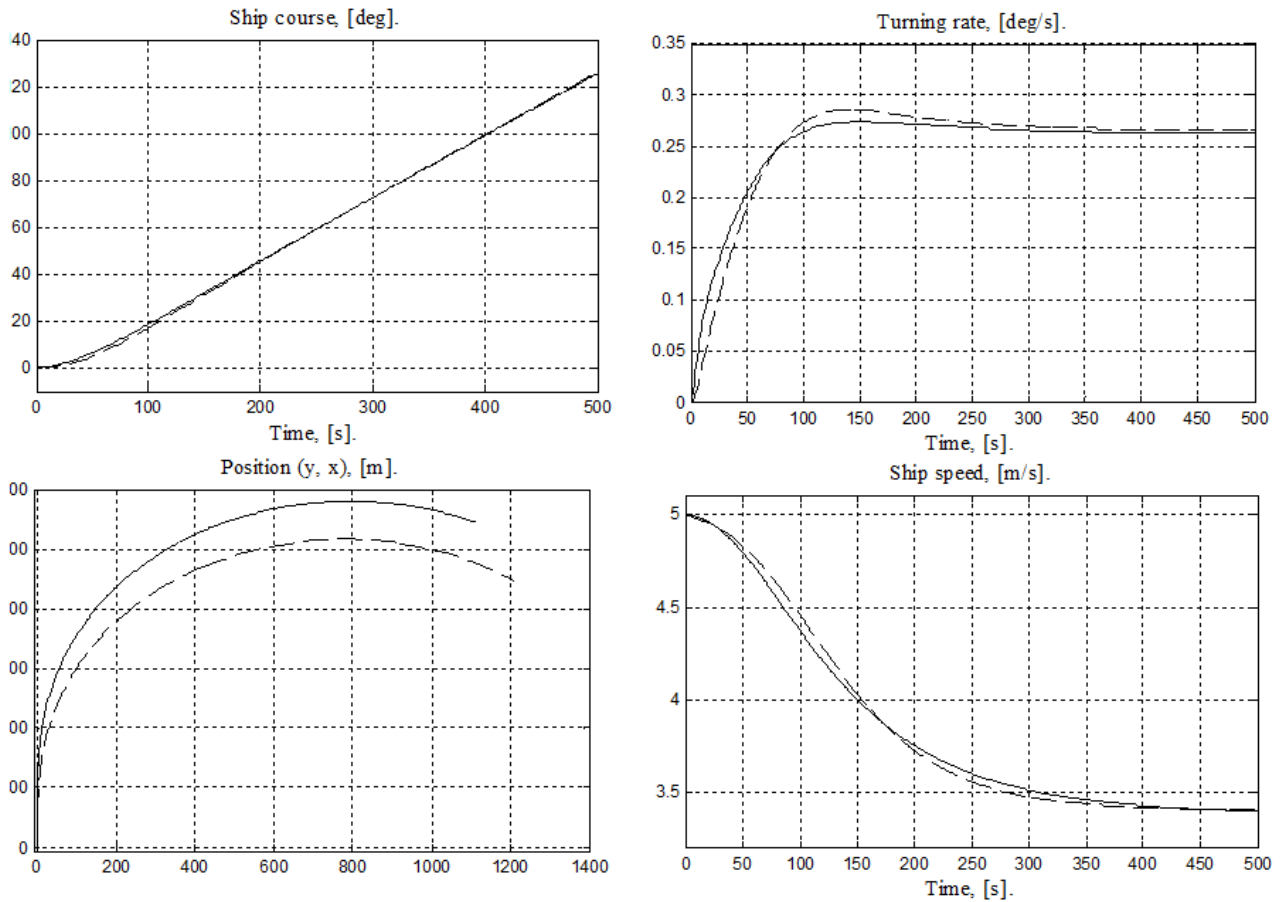 Ship course, [deg].
40
20
00
80
60
40
20
0
0 100 200 300 400 500
Time, [s].
Turning rate, [deg/s].
0.35
0.3
0.25
0.2
0.15
0.1
0.05
0
0 50 100 150 200 250 300 350 400 450 500
Time, [s].
Position (y, x), [m].
00
00
00
00
00
00
0
0 200 400 600 800 1000 1200 1400
Ship speed, [m/s].
5
4.5
4
3.5
0 50 100 150 200 250 300 350 400 450 500
Time, [s].